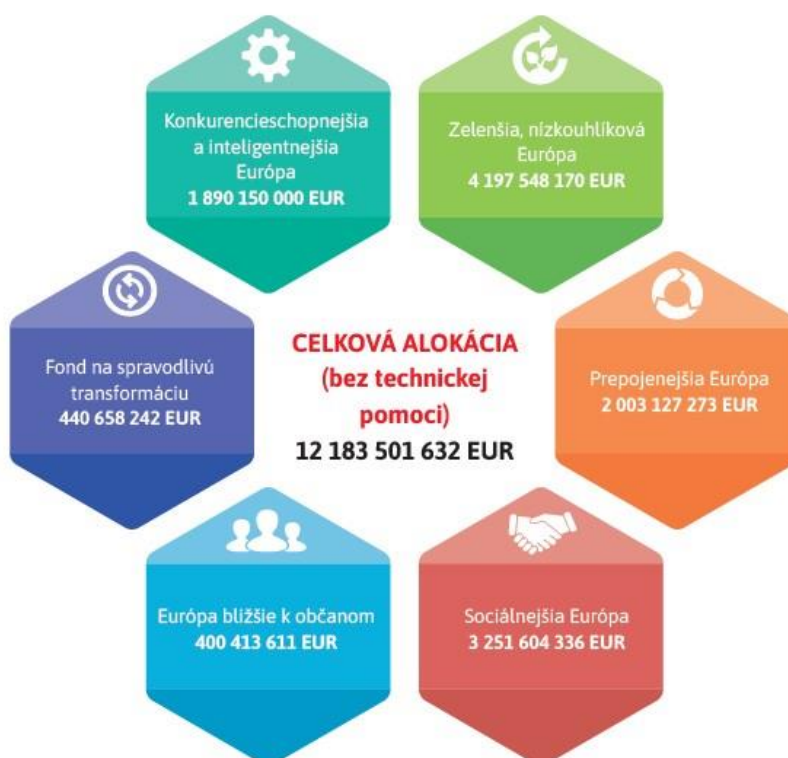 Konkurencieschopnejšia
a inteligentnejšia
Európa
1 890 150 000 EUR
Zelenšia, nízkouhlíková
Európa
4 197 548 170 EUR
Fond na spravodlivú
transformáciu
440 658 242 EUR
CELKOVÁ ALOKÁCIA
(bez technickej
pomoci)
12 183 501 632 EUR
Prepojenejšia Európa
2 003 127 273 EUR
Európa bližšie k občanom
400 413 611 EUR
Sociálnejšia Európa
3 251 604 336 EUR